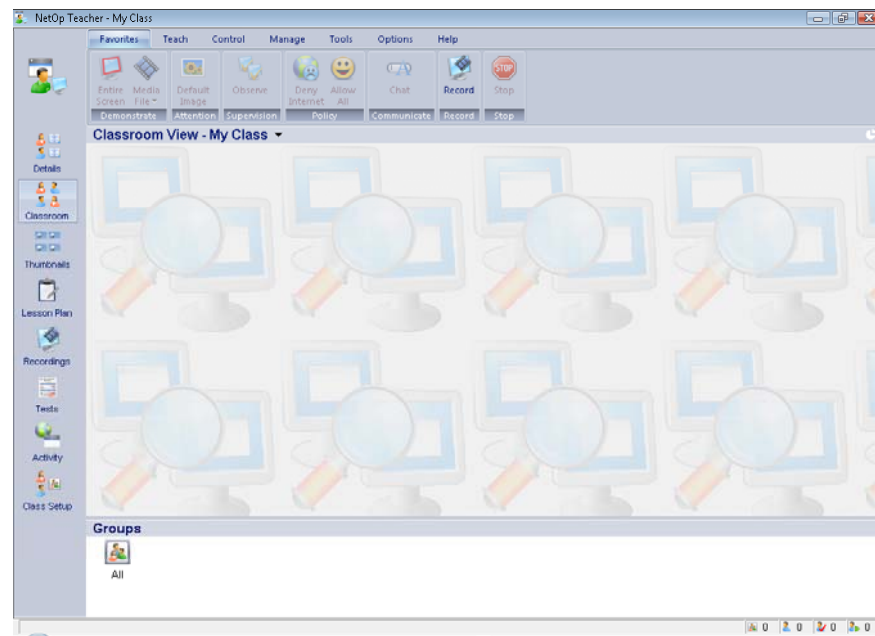 NetOp Teacher - My Class
Favorites Teach Control Manage Tools Options Help
Entire Screen Media File Default Image Observe Deny Internet Allow All Chat Record Stop
Demonstrate Attention Supervision Policy Communicate Record Stop
Classroom View - My Class
Details
Classroom
Thumbnails
Lesson Plan
Recordings
Tests
Activity
Class Setup
Groups
All
0 0 0 0